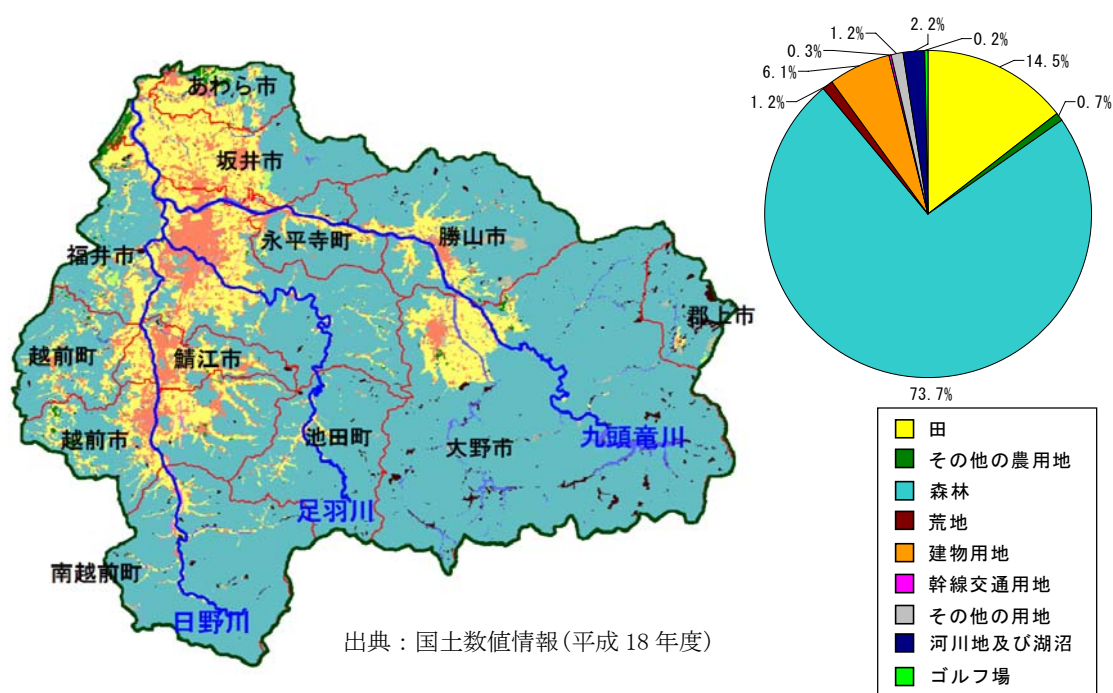 あわら市
坂井市
永平寺町
勝山市
福井市
郡上市
越前町
鯖江市
越前市
池田町
大野市
九頭竜川
足羽川
南越前町
日野川
出典：国土数値情報(平成 18 年度)
2.2%
1.2%
0.2%
0.3%
14.5%
6.1%
0.7%
1.2%
73.7%
田
その他の農用地
森林
荒地
建物用地
幹線交通用地
その他の用地
河川地及び湖沼
ゴルフ場